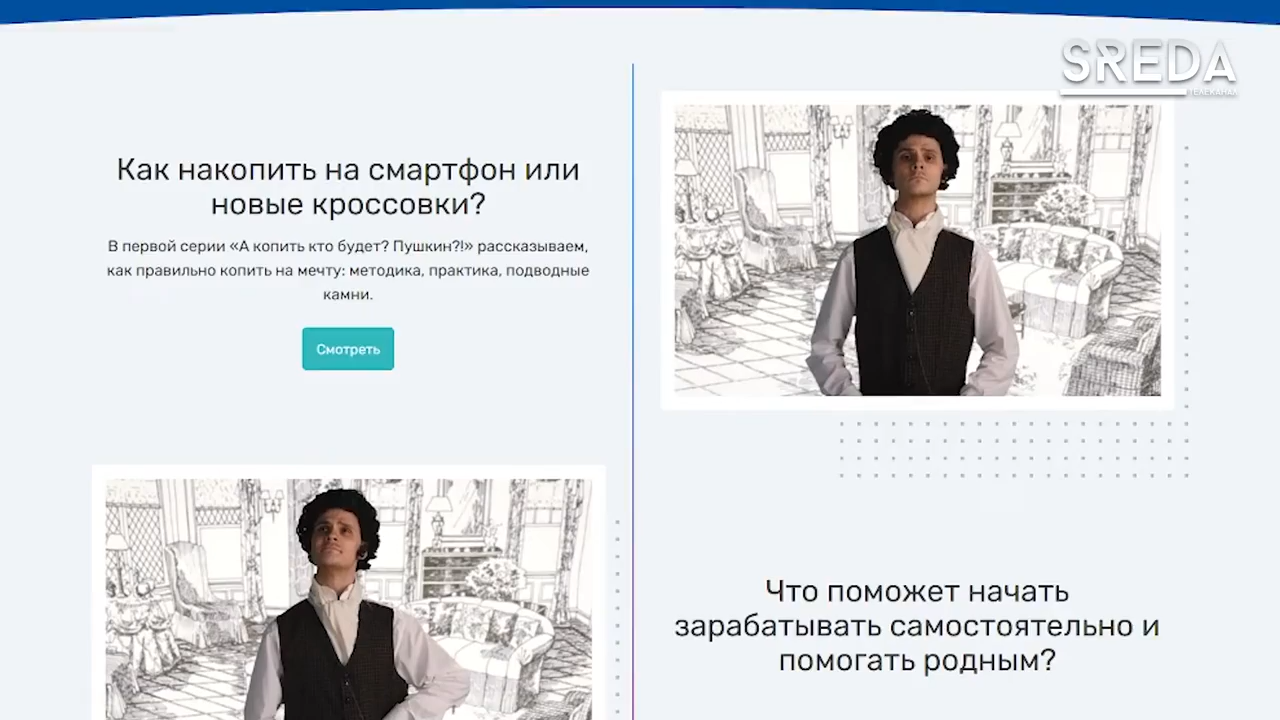 SREDA
ТЕЛЕКАНАЛ
Как накопить на смартфон или
новые кроссовки?
В первой серии «А копить кто будет? Пушкин?!» рассказываем,
как правильно копить на мечту: методика, практика, подводные
камни.
Смотреть
Что поможет начать
зарабатывать самостоятельно и
помогать родным?